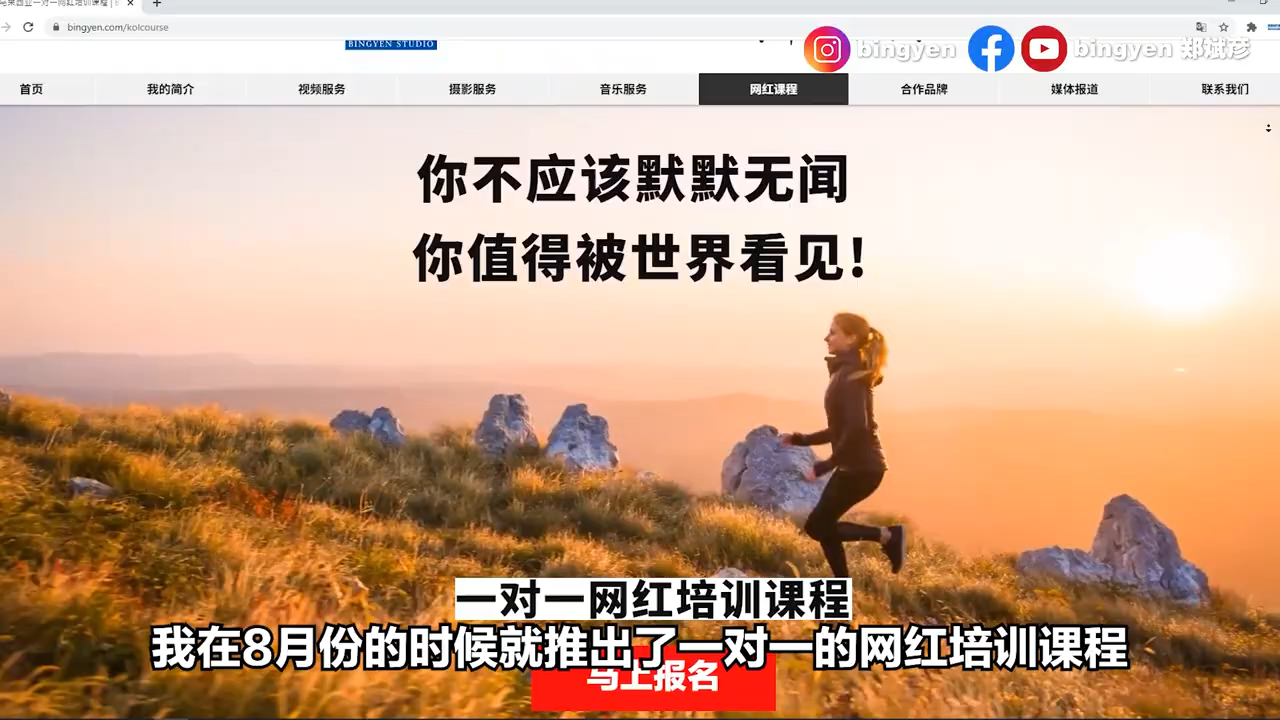 bingyen.com/kolcourse
BINGYEN STUDIO
bingyen
bingyen 郑斌彦
首页
我的简介
视频服务
摄影服务
音乐服务
网红课程
合作品牌
媒体报道
联系我们
你不应该默默无闻
你值得被世界看见!
一对一网红培训课程
我在8月份的时候就推出了一对一的网红培训课程
马上报名